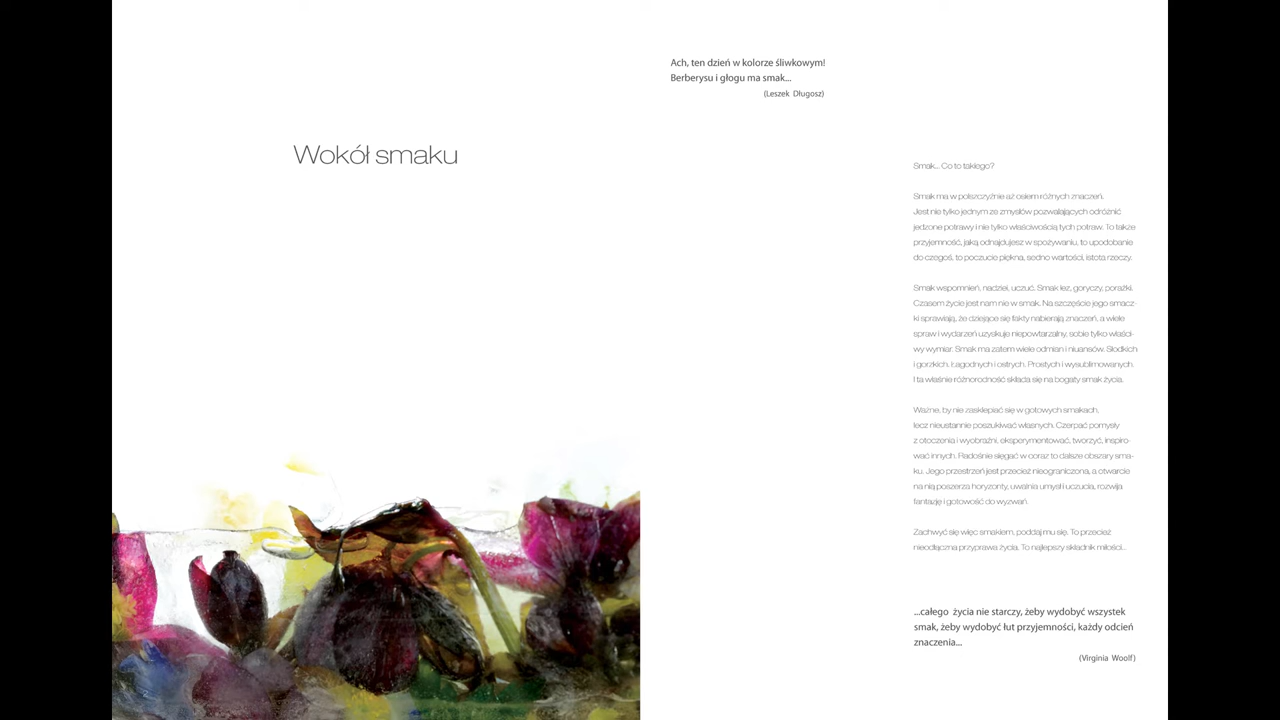 Wokół smaku
Ach, ten dzień w kolorze śliwkowym!
Berberysu i głogu ma smak...
(Leszek Długosz)
Smak... Co to takiego?
Smak ma w polszczyźnie aż osiem różnych znaczeń.
Jest nie tylko jednym ze zmysłów pozwalających odróżnić
jedzone potrawy i nie tylko właściwością tych potraw. To także
przyjemność, jaką odnajdujesz w spożywaniu, to upodobanie
do czegoś, to poczucie piękna, sedno wartości, istota rzeczy.
Smak wspomnień, nadziei, uczuć. Smak łez, goryczy, porażki.
Czasem życie jest nam nie w smak. Na szczęście jego smacz-
ki sprawiają, że dziejące się fakty nabierają znaczeń, a wiele
spraw i wydarzeń uzyskuje niepowtarzalny, sobie tylko właści-
wy wymiar. Smak ma zatem wiele odmian i niuansów. Słodkich
i gorzkich. Łagodnych i ostrych. Prostych i wysublimowanych.
I ta właśnie różnorodność składa się na bogaty smak życia.
Ważne, by nie zasklepiać się w gotowych smakach,
lecz nieustannie poszukiwać własnych. Czerpać pomysły
z otoczenia i wyobraźni, eksperymentować, tworzyć, inspiro-
wać innych. Radośnie sięgać w coraz to dalsze obszary sma-
ku. Jego przestrzeń jest przecież nieograniczona, a otwarcie
na nią poszerza horyzonty, uwalnia umysł i uczucia, rozwija
fantazję i gotowość do wyzwań.
Zachwyć się więc smakiem, poddaj mu się. To przecież
nieodłączna przyprawa życia. To najlepszy składnik miłości...
...całego życia nie starczy, żeby wydobyć wszystek
smak, żeby wydobyć łut przyjemności, każdy odcień
znaczenia...
(Virginia Woolf)